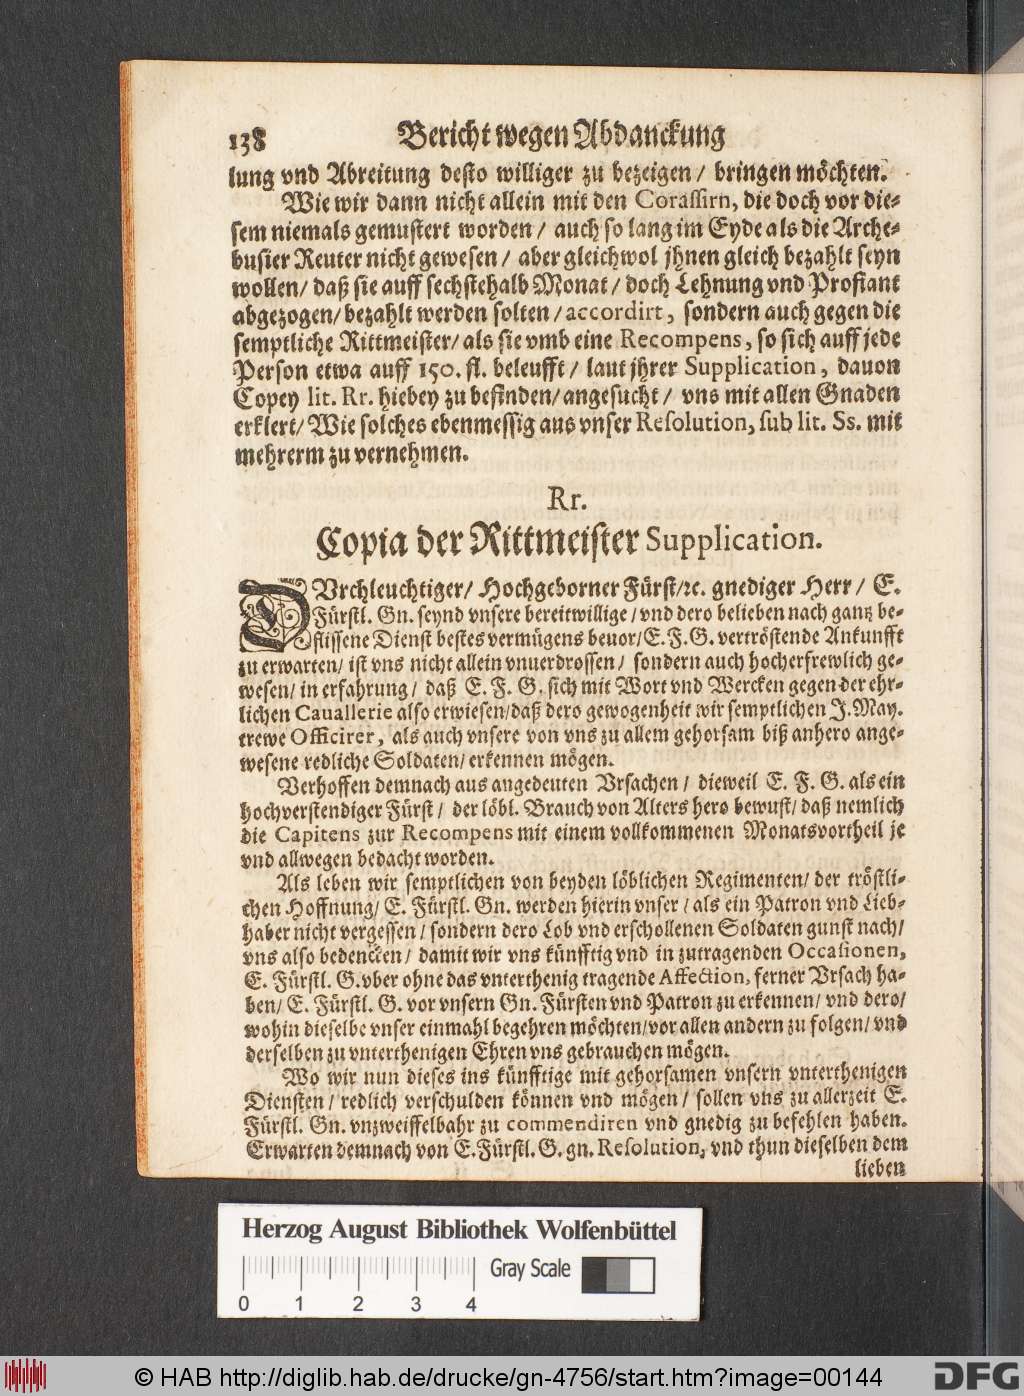 138 Bericht wegen Abdanckung
lung vnd Abreitung desto williger zu bezeigen / bringen möchten.
Wie wir dann nicht allein mit den Corassirn, die doch vor die-
sem niemals gemustert worden / auch so lang im Eyde als die Arche-
busier Reuter nicht gewesen / aber gleichwol jhnen gleich bezahlt seyn
wollen / daß sie auff sechstehalb Monat / doch Lehnung vnd Profiant
abgezogen / bezahlt werden solten / accordirt, sondern auch gegen die
semptliche Rittmeister / als sie vmb eine Recompens, so sich auff jede
Person etwa auff 150. fl. beleufft / laut jhrer Supplication, dauon
Copey lit. Rr. hiebey zu befinden / angesucht / vns mit allen Gnaden
erklert / Wie solches ebenmessig aus vnser Resolution, sub lit. Ss. mit
mehrerm zu vernehmen.
Rr.
Copia der Rittmeister Supplication.
DVrchleuchtiger / Hochgeborner Fürst / ꝛc. gnediger Herr / E.
Fürstl. Gn. seynd vnsere bereitwillige / vnd dero belieben nach gantz be-
flissene Dienst bestes vermügens beuor / E. F. G. vertröstende Ankunfft
zu erwarten / ist vns nicht allein vnuerdrossen / sondern auch hocherfrewlich ge-
wesen / in erfahrung / daß E. F. G. sich mit Wort vnd Wercken gegen der ehr-
lichen Cauallerie also erwiesen / daß dero gewogenheit wir semptlichen J. May.
trewe Officirer, als auch vnsere von vns zu allem gehorsam biß anhero ange-
wesene redliche Soldaten / erkennen mögen.
Verhoffen demnach aus angedeuten Vrsachen / dieweil E. F. G. als ein
hochverstendiger Fürst / der löbl. Brauch von Alters hero bewust / daß nemlich
die Capitens zur Recompens mit einem vollkommenen Monatsvortheil je
vnd allwegen bedacht worden.
Als leben wir semptlichen von beyden löblichen Regimenten / der tröstli-
chen Hoffnung / E. Fürstl. Gn. werden hierin vnser / als ein Patron vnd Lieb-
haber nicht vergessen / sondern dero Lob vnd erschollenen Soldaten gunst nach /
vns also bedencken / damit wir vns künfftig vnd in zutragenden Occasionen,
E. Fürstl. G. vber ohne das vnterthenig tragende Affection, ferner Vrsach ha-
ben / E. Fürstl. G. vor vnsern Gn. Fürsten vnd Patron zu erkennen / vnd dero /
wohin dieselbe vnser einmahl begehren möchten / vor allen andern zu folgen / vnd
derselben zu vnterthenigen Ehren vns gebrauchen mögen.
Wo wir nun dieses ins künfftige mit gehorsamen vnsern vnterthenigen
Diensten / redlich verschulden können vnd mögen / sollen vns zu allerzeit E.
Fürstl. Gn. vnzweiffelbahr zu commendiren vnd gnedig zu befehlen haben.
Erwarten demnach von E. Fürstl. G. gn. Resolution, vnd thun dieselben dem
lieben
Herzog August Bibliothek Wolfenbüttel
Gray Scale
0 1 2 3 4
© HAB http://diglib.hab.de/drucke/gn-4756/start.htm?image=00144
DFG